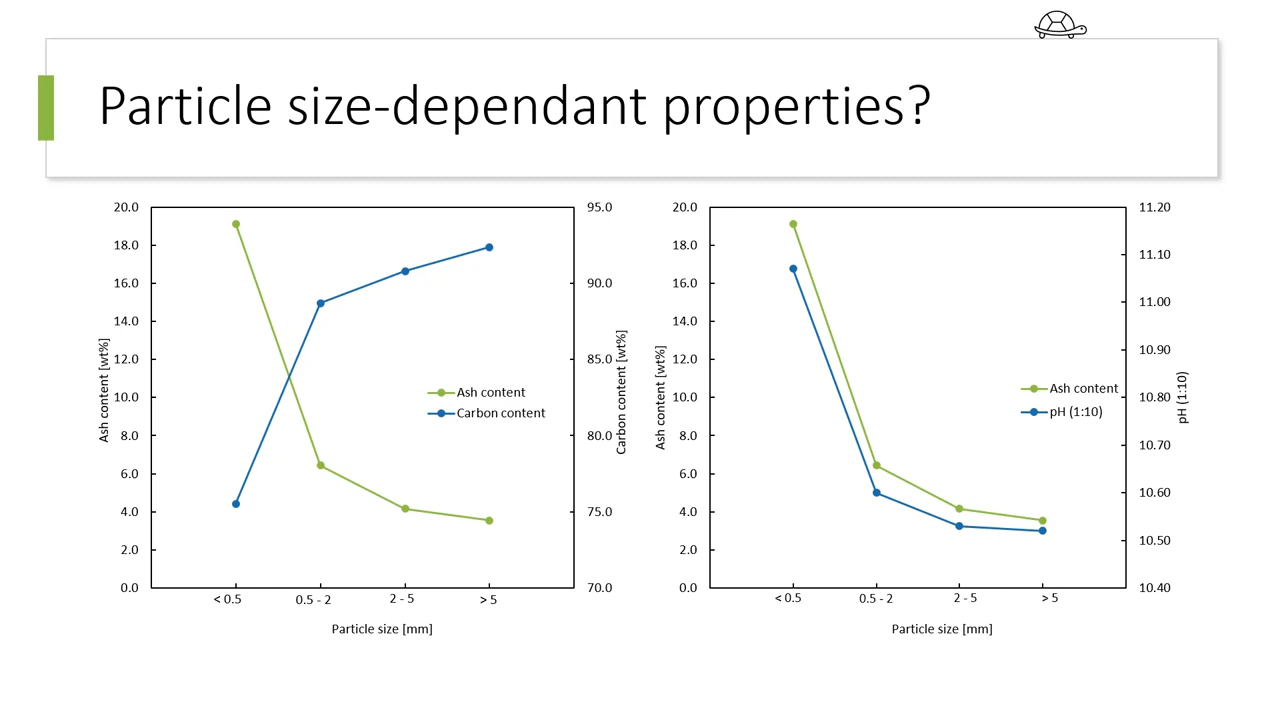 Particle size-dependant properties?
20.0
18.0
16.0
14.0
12.0
10.0
8.0
6.0
4.0
2.0
0.0
Ash content [wt%]
95.0
90.0
85.0
80.0
75.0
70.0
Carbon content [wt%]
Ash content
Carbon content
< 0.5
0.5 - 2
2 - 5
> 5
Particle size [mm]
20.0
18.0
16.0
14.0
12.0
10.0
8.0
6.0
4.0
2.0
0.0
Ash content [wt%]
11.20
11.10
11.00
10.90
10.80
10.70
10.60
10.50
10.40
pH (1:10)
Ash content
pH (1:10)
< 0.5
0.5 - 2
2 - 5
> 5
Particle size [mm]